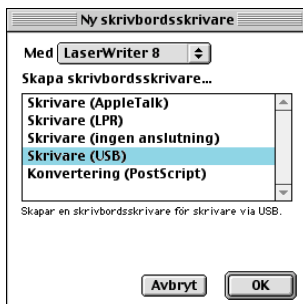 Ny skrivbordsskrivare
Med LaserWriter 8
Skapa skrivbordsskrivare...
Skrivare (AppleTalk)
Skrivare (LPR)
Skrivare (ingen anslutning)
Skrivare (USB)
Konvertering (PostScript)
Skapar en skrivbordsskrivare för skrivare via USB.
Avbryt OK